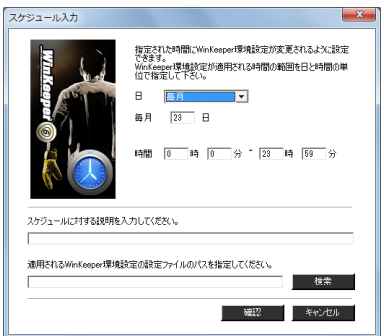 スケジュール入力
指定された時間にWinKeeper環境設定が変更されるように設定
できます。
WinKeeper環境設定が適用される時間の範囲を日と時間の単
位で指定して下さい。
日 毎月
毎月 23 日
時間 0 時 0 分 ~ 23 時 59 分
WinKeeper 6
スケジュールに対する説明を入力してください。
適用されるWinKeeper環境設定の設定ファイルのパスを指定してください。
検索
確認 キャンセル